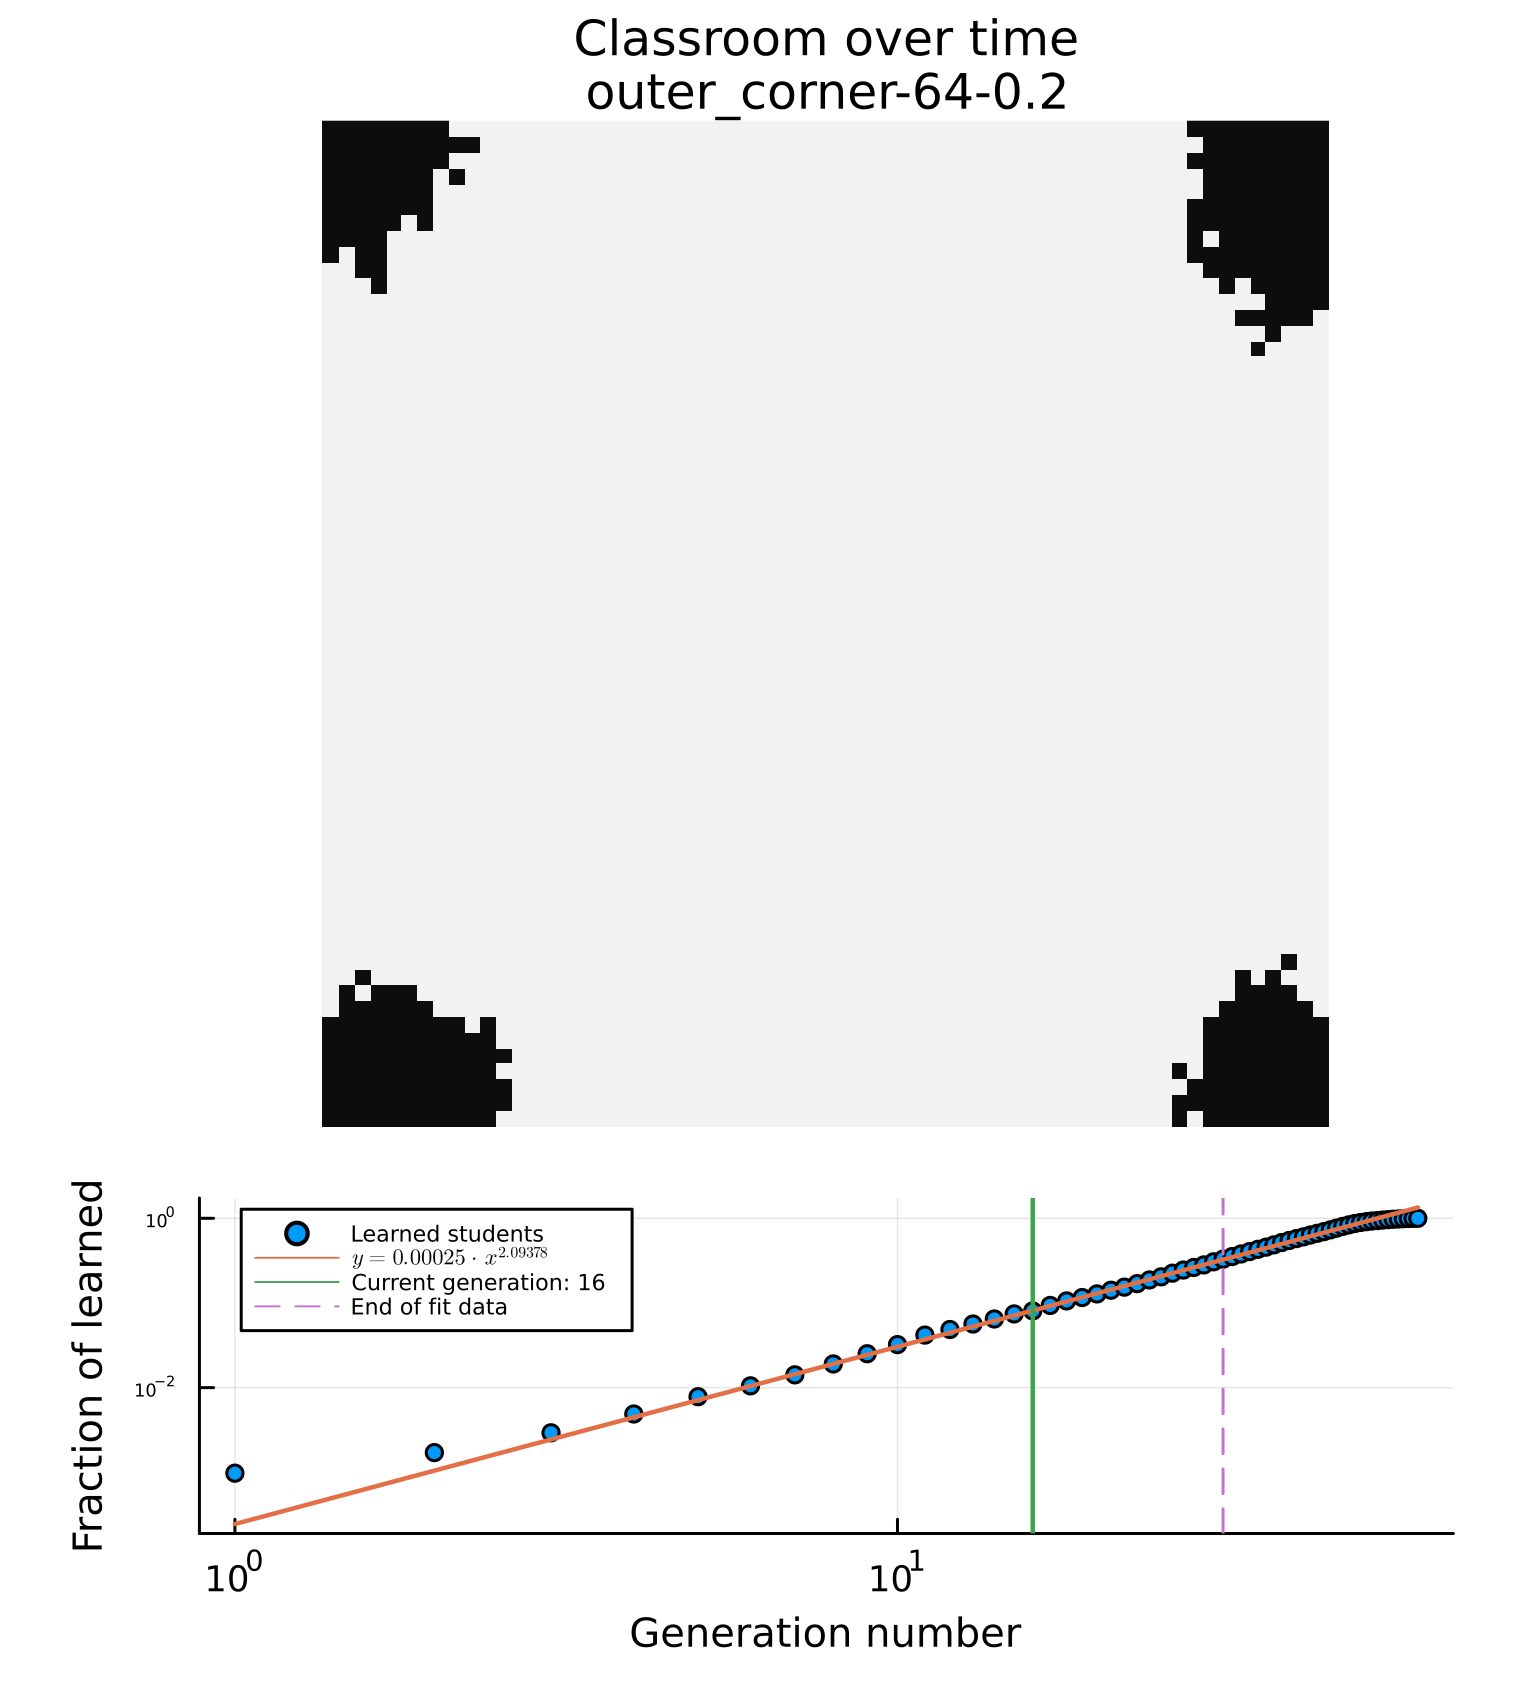 Classroom over time
outer_corner-64-0.2
Fraction of learned
10⁰
10⁻²
Learned students
y = 0.00025 · x^2.09378
Current generation: 16
End of fit data
10⁰
10¹
Generation number